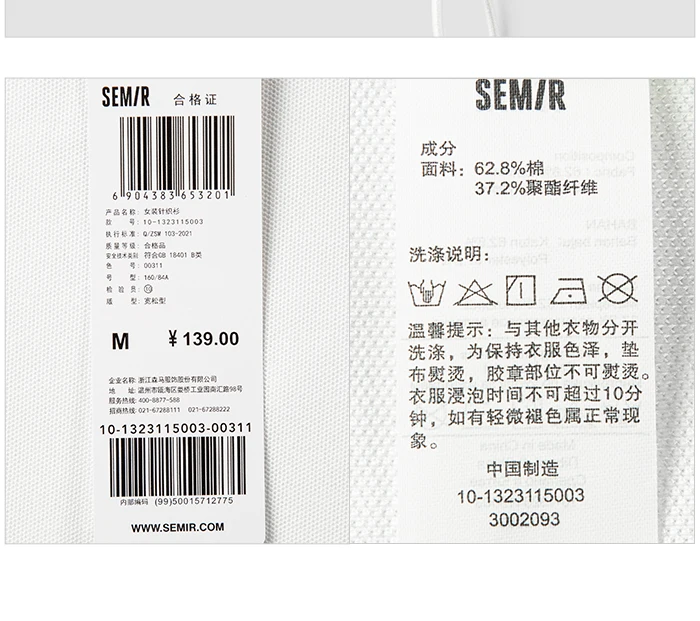 SEMIR 合格证
6 904383 653201
产品名称: 女装针织衫
款 号: 10-1323115003
执行标准: Q/ZSW 103-2021
质量等级: 合格品
安全技术类别 符合GB 18401 B类
色 号: 00311
号 型: 160/84A
检 验 员: ⑩
版 型: 宽松型
M ¥ 139.00
企业名称: 浙江森马服饰股份有限公司
地 址: 温州市瓯海区娄桥工业园南汇路98号
服务热线: 400-8877-588
招商热线: 021-67288111 021-67288222
10-1323115003-00311
内部编码 (99)50015712775
WWW.SEMIR.COM
SEMIR
成分
面料: 62.8%棉
37.2%聚酯纤维
洗涤说明:
温馨提示: 与其他衣物分开
洗涤，为保持衣服色泽，垫
布熨烫，胶章部位不可熨烫。
衣服浸泡时间不可超过10分
钟，如有轻微褪色属正常现
象。
中国制造
10-1323115003
3002093